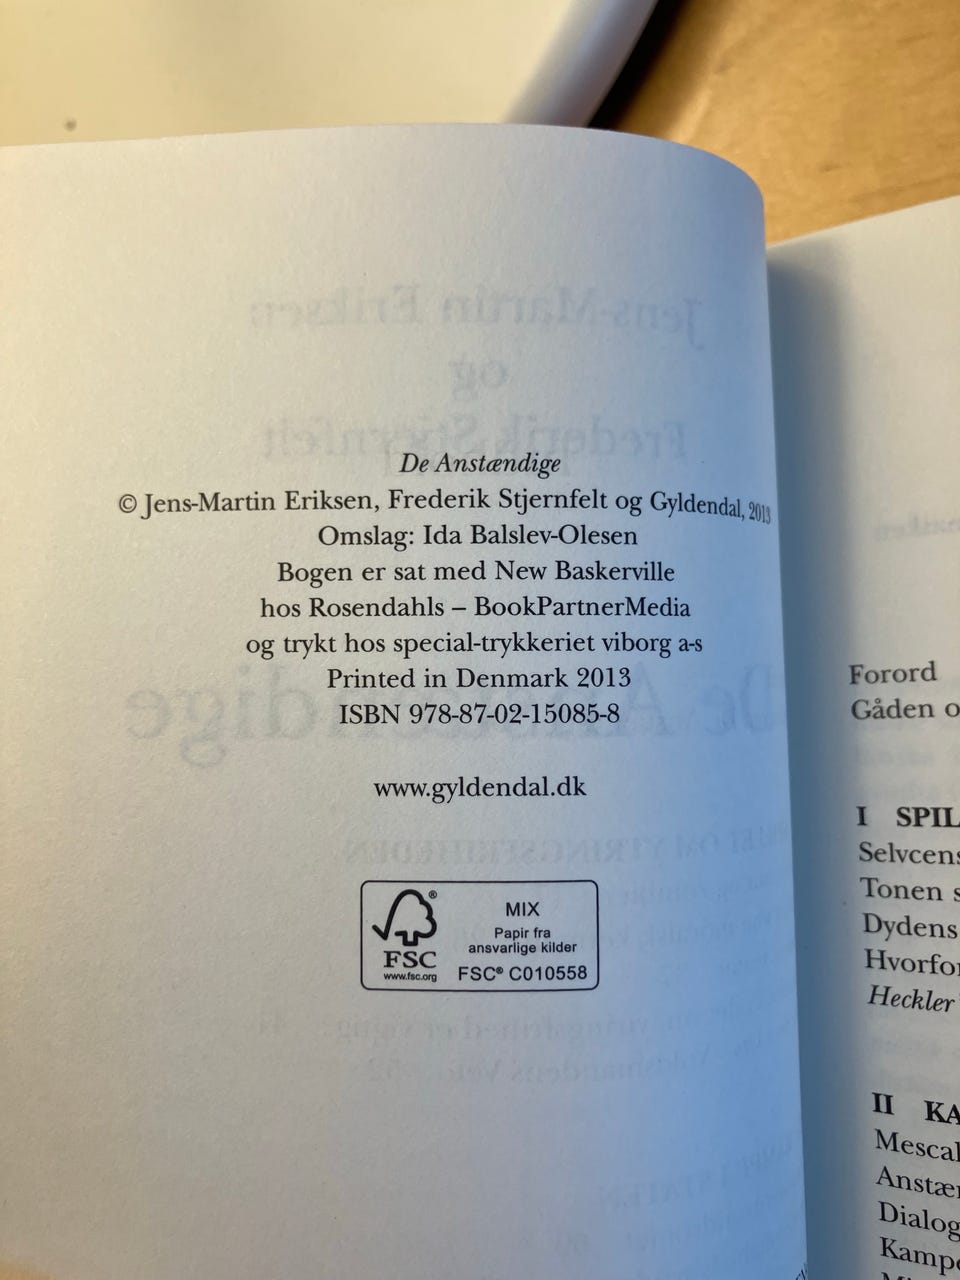 De Anstændige
© Jens-Martin Eriksen, Frederik Stjernfelt og Gyldendal, 2013
Omslag: Ida Balslev-Olesen
Bogen er sat med New Baskerville
hos Rosendahls – BookPartnerMedia
og trykt hos special-trykkeriet viborg a-s
Printed in Denmark 2013
ISBN 978-87-02-15085-8
www.gyldendal.dk
FSC®
www.fsc.org
MIX
Papir fra
ansvarlige kilder
FSC® C010558
Forord
Gåden o
I SPIL
Selvcens
Tonen s
Dydens
Hvorfor
Heckler
II KA
Mescal
Anstæn
Dialog
Kampe